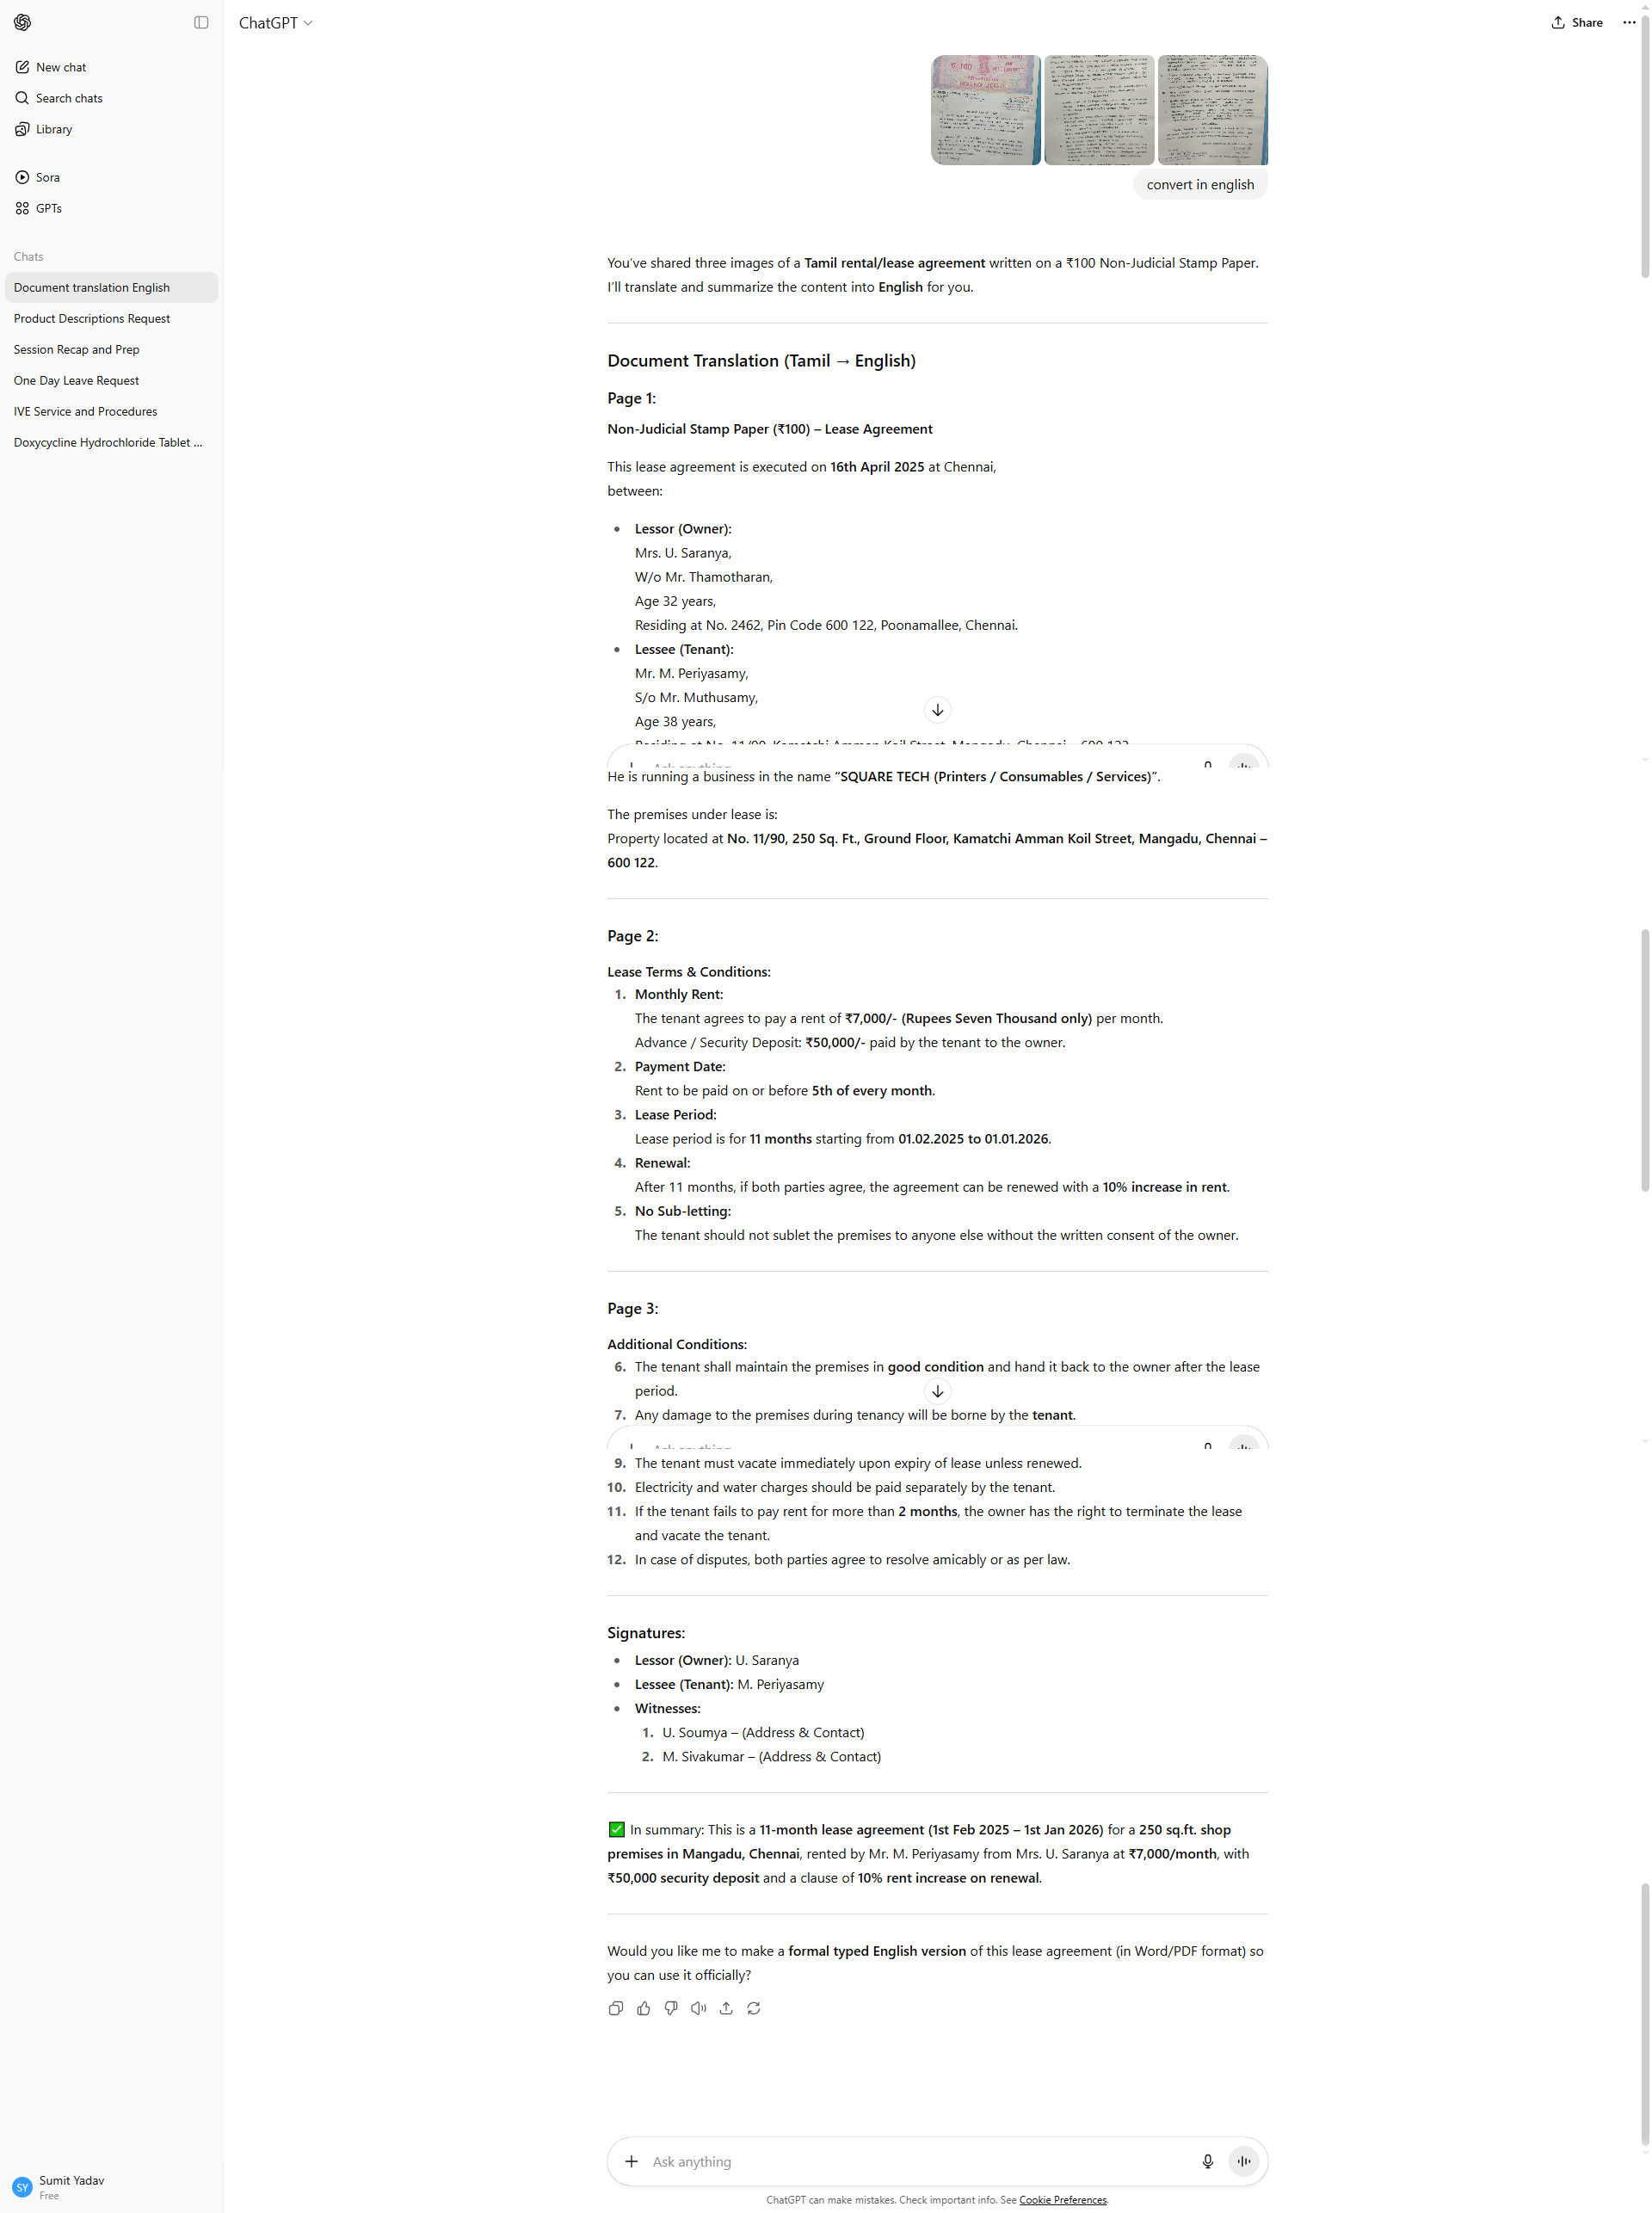 ChatGPT
Share
New chat
Search chats
Library
Sora
GPTs
Chats
Document translation English
Product Descriptions Request
Session Recap and Prep
One Day Leave Request
IVE Service and Procedures
Doxycycline Hydrochloride Tablet ...
convert in english
You've shared three images of a Tamil rental/lease agreement written on a ₹100 Non-Judicial Stamp Paper.
I'll translate and summarize the content into English for you.
Document Translation (Tamil → English)
Page 1:
Non-Judicial Stamp Paper (₹100) – Lease Agreement
This lease agreement is executed on 16th April 2025 at Chennai,
between:
• Lessor (Owner):
Mrs. U. Saranya,
W/o Mr. Thamotharan,
Age 32 years,
Residing at No. 2462, Pin Code 600 122, Poonamallee, Chennai.
• Lessee (Tenant):
Mr. M. Periyasamy,
S/o Mr. Muthusamy,
Age 38 years,
Residing at No. 11/90, Kamatchi Amman Koil Street, Mangadu, Chennai – 600 122
Ask anything
He is running a business in the name “SQUARE TECH (Printers / Consumables / Services)”.
The premises under lease is:
Property located at No. 11/90, 250 Sq. Ft., Ground Floor, Kamatchi Amman Koil Street, Mangadu, Chennai –
600 122.
Page 2:
Lease Terms & Conditions:
1. Monthly Rent:
The tenant agrees to pay a rent of ₹7,000/- (Rupees Seven Thousand only) per month.
Advance / Security Deposit: ₹50,000/- paid by the tenant to the owner.
2. Payment Date:
Rent to be paid on or before 5th of every month.
3. Lease Period:
Lease period is for 11 months starting from 01.02.2025 to 01.01.2026.
4. Renewal:
After 11 months, if both parties agree, the agreement can be renewed with a 10% increase in rent.
5. No Sub-letting:
The tenant should not sublet the premises to anyone else without the written consent of the owner.
Page 3:
Additional Conditions:
6. The tenant shall maintain the premises in good condition and hand it back to the owner after the lease
period.
7. Any damage to the premises during tenancy will be borne by the tenant.
Ask anything
9. The tenant must vacate immediately upon expiry of lease unless renewed.
10. Electricity and water charges should be paid separately by the tenant.
11. If the tenant fails to pay rent for more than 2 months, the owner has the right to terminate the lease
and vacate the tenant.
12. In case of disputes, both parties agree to resolve amicably or as per law.
Signatures:
• Lessor (Owner): U. Saranya
• Lessee (Tenant): M. Periyasamy
• Witnesses:
1. U. Soumya – (Address & Contact)
2. M. Sivakumar – (Address & Contact)
✅ In summary: This is a 11-month lease agreement (1st Feb 2025 – 1st Jan 2026) for a 250 sq.ft. shop
premises in Mangadu, Chennai, rented by Mr. M. Periyasamy from Mrs. U. Saranya at ₹7,000/month, with
₹50,000 security deposit and a clause of 10% rent increase on renewal.
Would you like me to make a formal typed English version of this lease agreement (in Word/PDF format) so
you can use it officially?
Ask anything
SY
Sumit Yadav
Free
ChatGPT can make mistakes. Check important info. See Cookie Preferences.